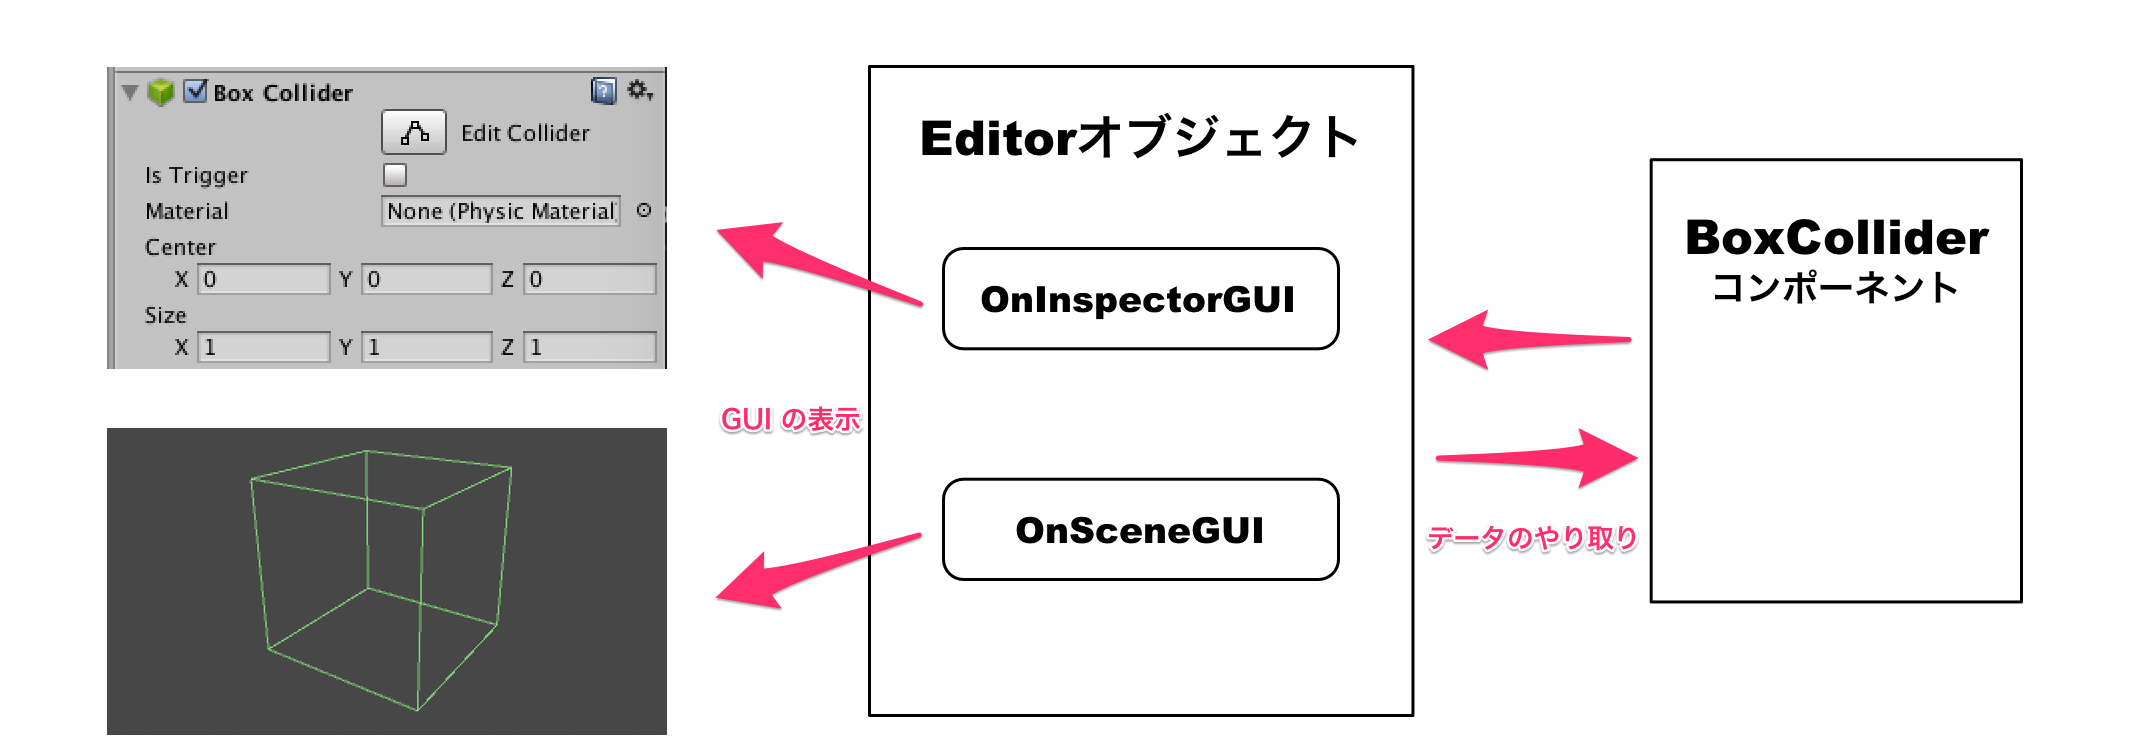 Box Collider
Edit Collider
Is Trigger
Material None (Physic Material
Center
X 0 Y 0 Z 0
Size
X 1 Y 1 Z 1
GUI の表示
Editorオブジェクト
OnInspectorGUI
OnSceneGUI
データのやり取り
BoxCollider
コンポーネント